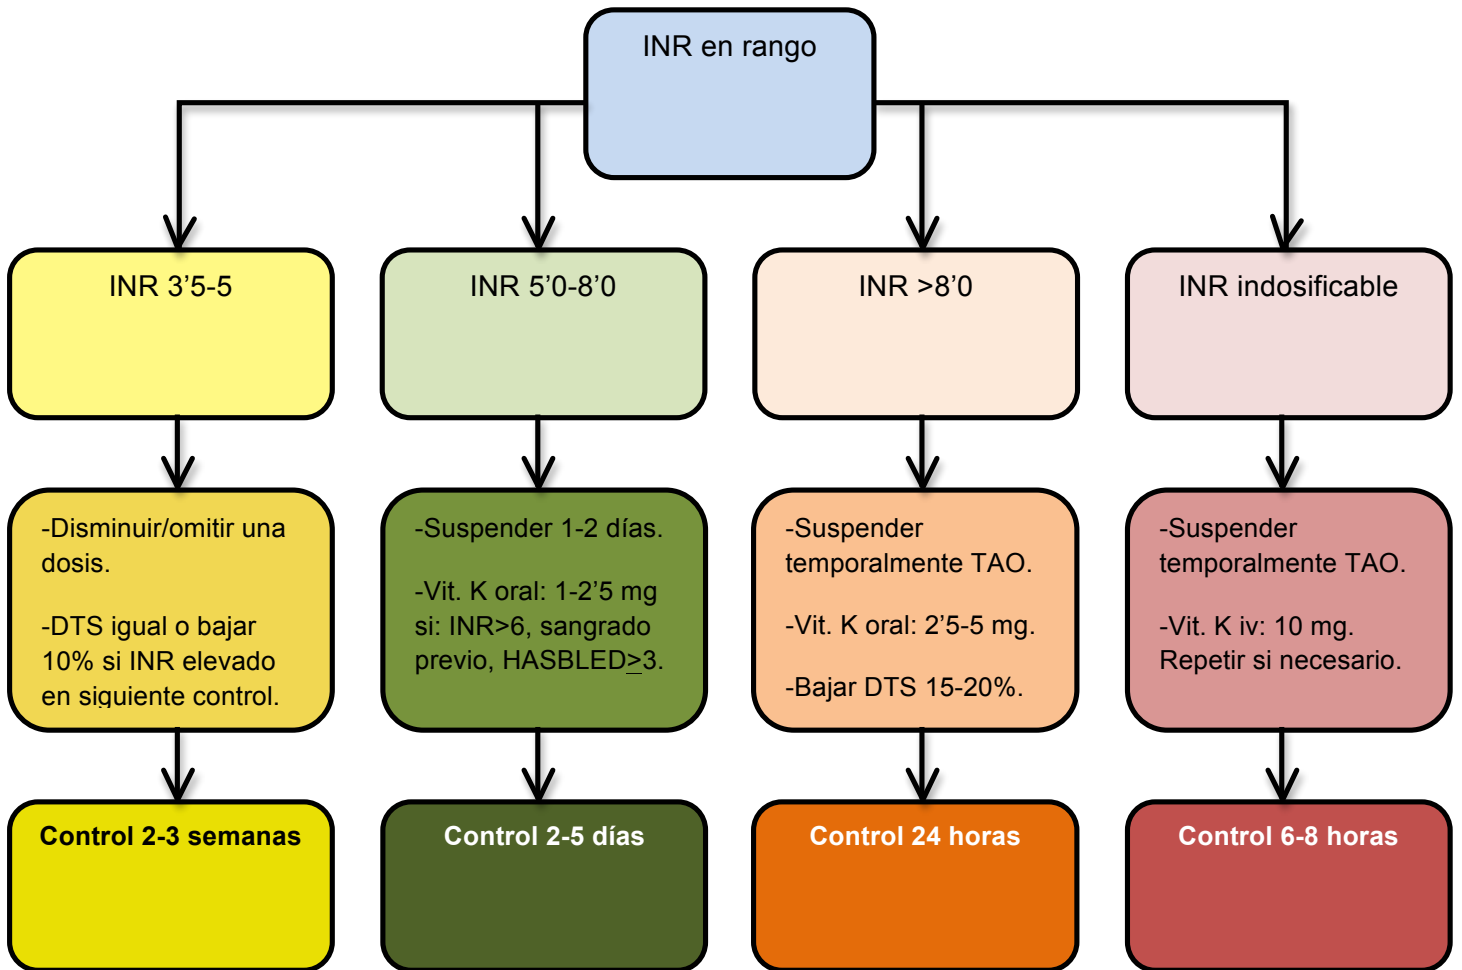 INR en rango
INR 3’5-5
INR 5’0-8’0
INR >8’0
INR indosificable
-Disminuir/omitir una
dosis.
-DTS igual o bajar
10% si INR elevado
en siguiente control.
-Suspender 1-2 días.
-Vit. K oral: 1-2’5 mg
si: INR>6, sangrado
previo, HASBLED≥3.
-Suspender
temporalmente TAO.
-Vit. K oral: 2’5-5 mg.
-Bajar DTS 15-20%.
-Suspender
temporalmente TAO.
-Vit. K iv: 10 mg.
Repetir si necesario.
Control 2-3 semanas
Control 2-5 días
Control 24 horas
Control 6-8 horas